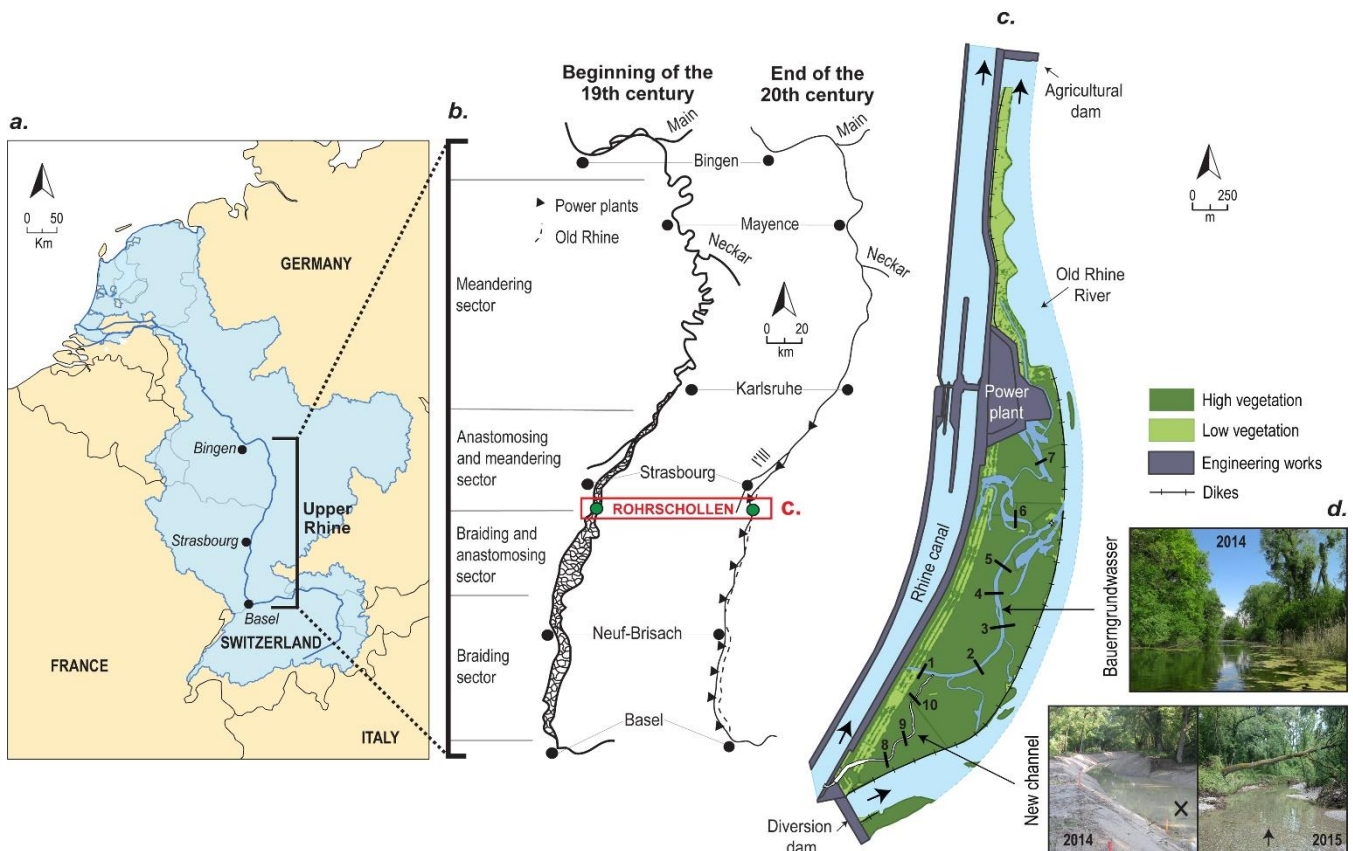 a.
0 50
Km
GERMANY
Bingen
Upper
Rhine
Strasbourg
Basel
SWITZERLAND
FRANCE
ITALY
b.
Beginning of the
19th century
End of the
20th century
Main
Main
Bingen
Power plants
Old Rhine
Mayence
Neckar
Neckar
Meandering
sector
0 20
km
Karlsruhe
Anastomosing
and meandering
sector
l'Ill
Strasbourg
ROHRSCHOLLEN
c.
Braiding and
anastomosing
sector
Neuf-Brisach
Braiding
sector
Basel
c.
Agricultural
dam
0 250
m
Old Rhine
River
Power
plant
High vegetation
Low vegetation
Engineering works
Dikes
Rhine canal
7
6
5
4
3
2
1
10
9
8
Diversion
dam
d.
Bauerngrundwasser
2014
New channel
2014
2015